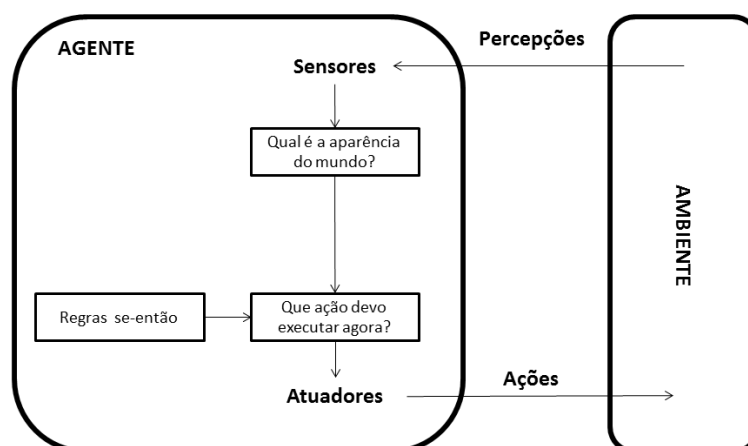 AGENTE
Percepções
Sensores
Qual é a aparência
do mundo?
AMBIENTE
Regras se-então
Que ação devo
executar agora?
Atuadores
Ações